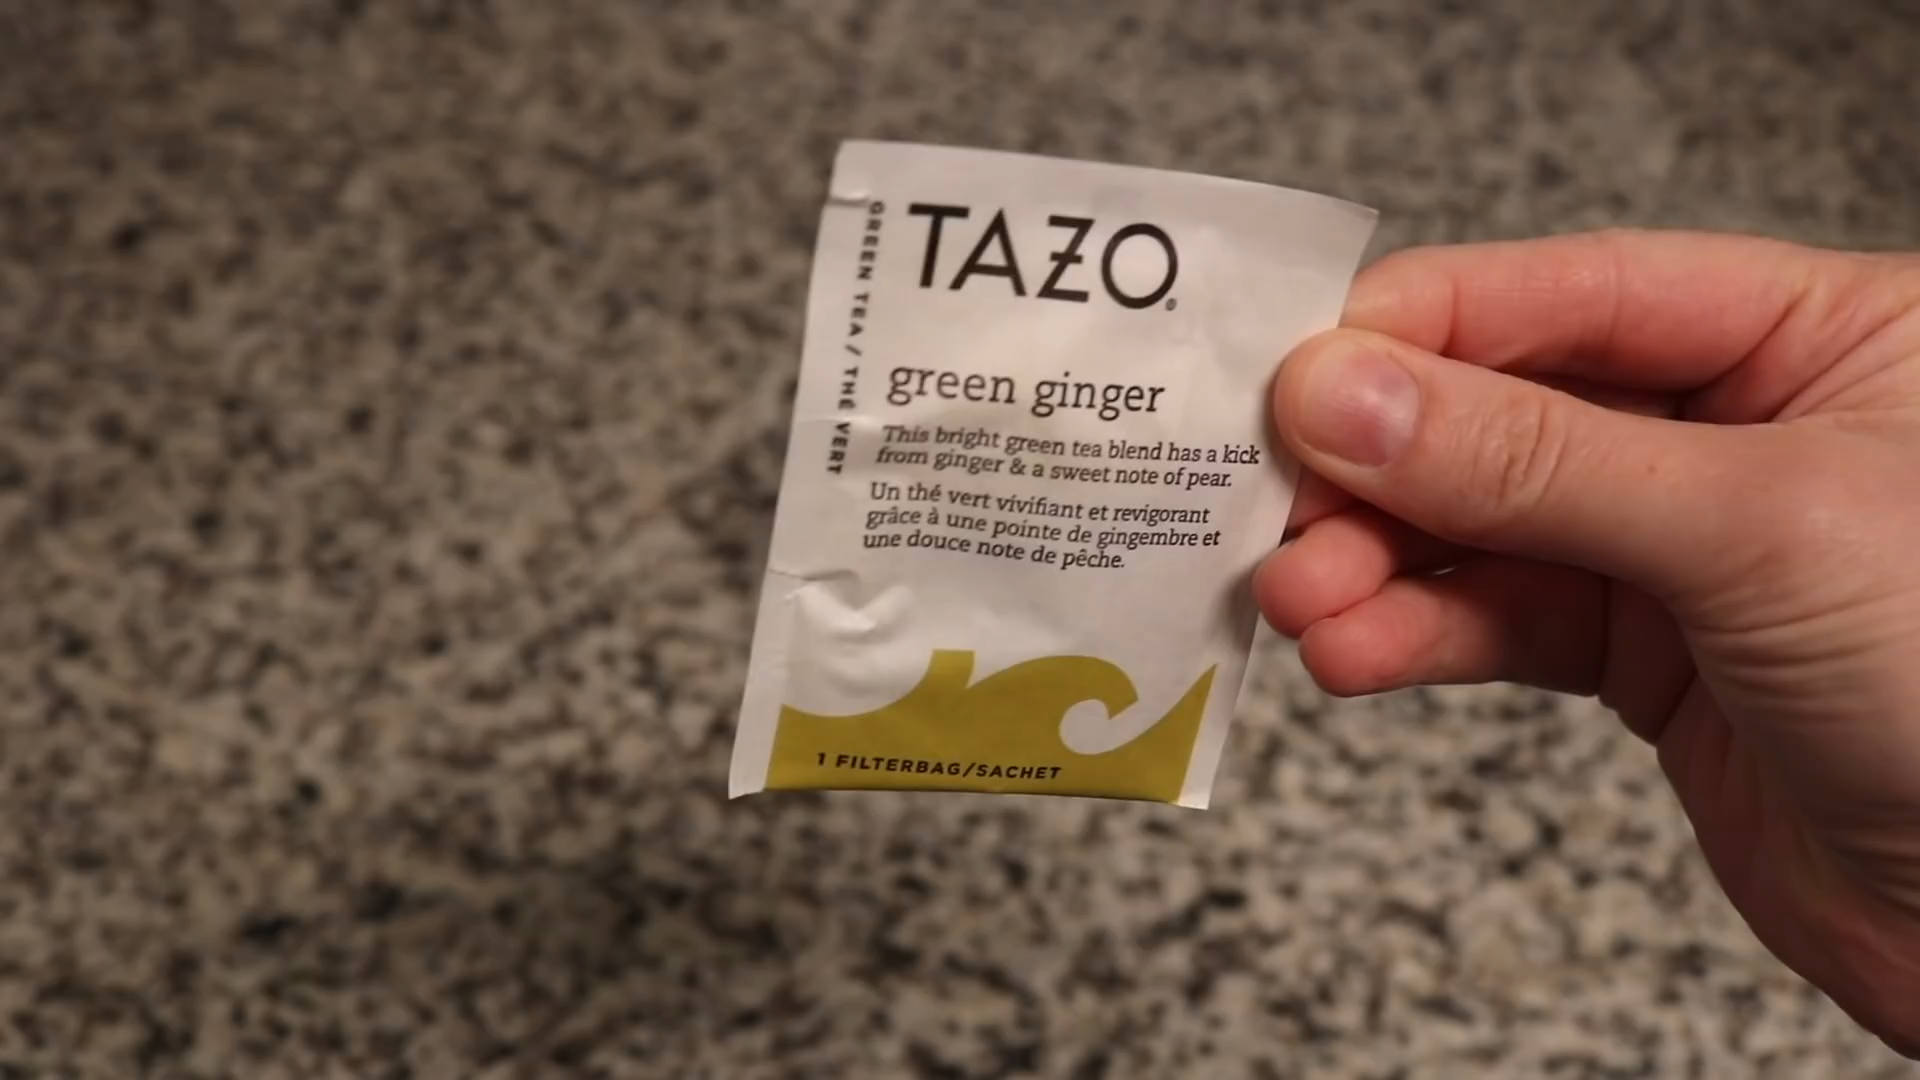 TAZO®
GREEN TEA / THÉ VERT
green ginger
This bright green tea blend has a kick
from ginger & a sweet note of pear.
Un thé vert vivifiant et revigorant
grâce à une pointe de gingembre et
une douce note de pêche.
1 FILTERBAG/SACHET